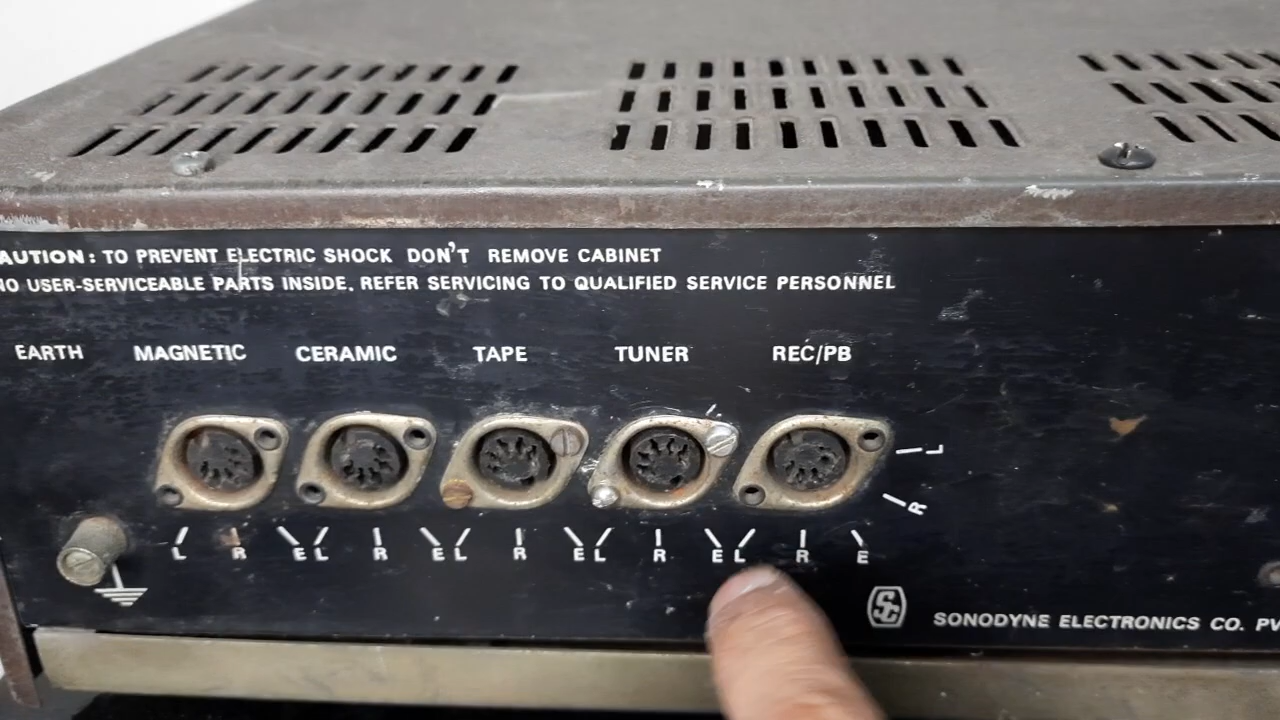 AUTION: TO PREVENT ELECTRIC SHOCK DON'T REMOVE CABINET
NO USER-SERVICEABLE PARTS INSIDE. REFER SERVICING TO QUALIFIED SERVICE PERSONNEL
EARTH MAGNETIC CERAMIC TAPE TUNER REC/PB
L
R
L R E L R E L R E L R E L R E
SC SONODYNE ELECTRONICS CO. PV